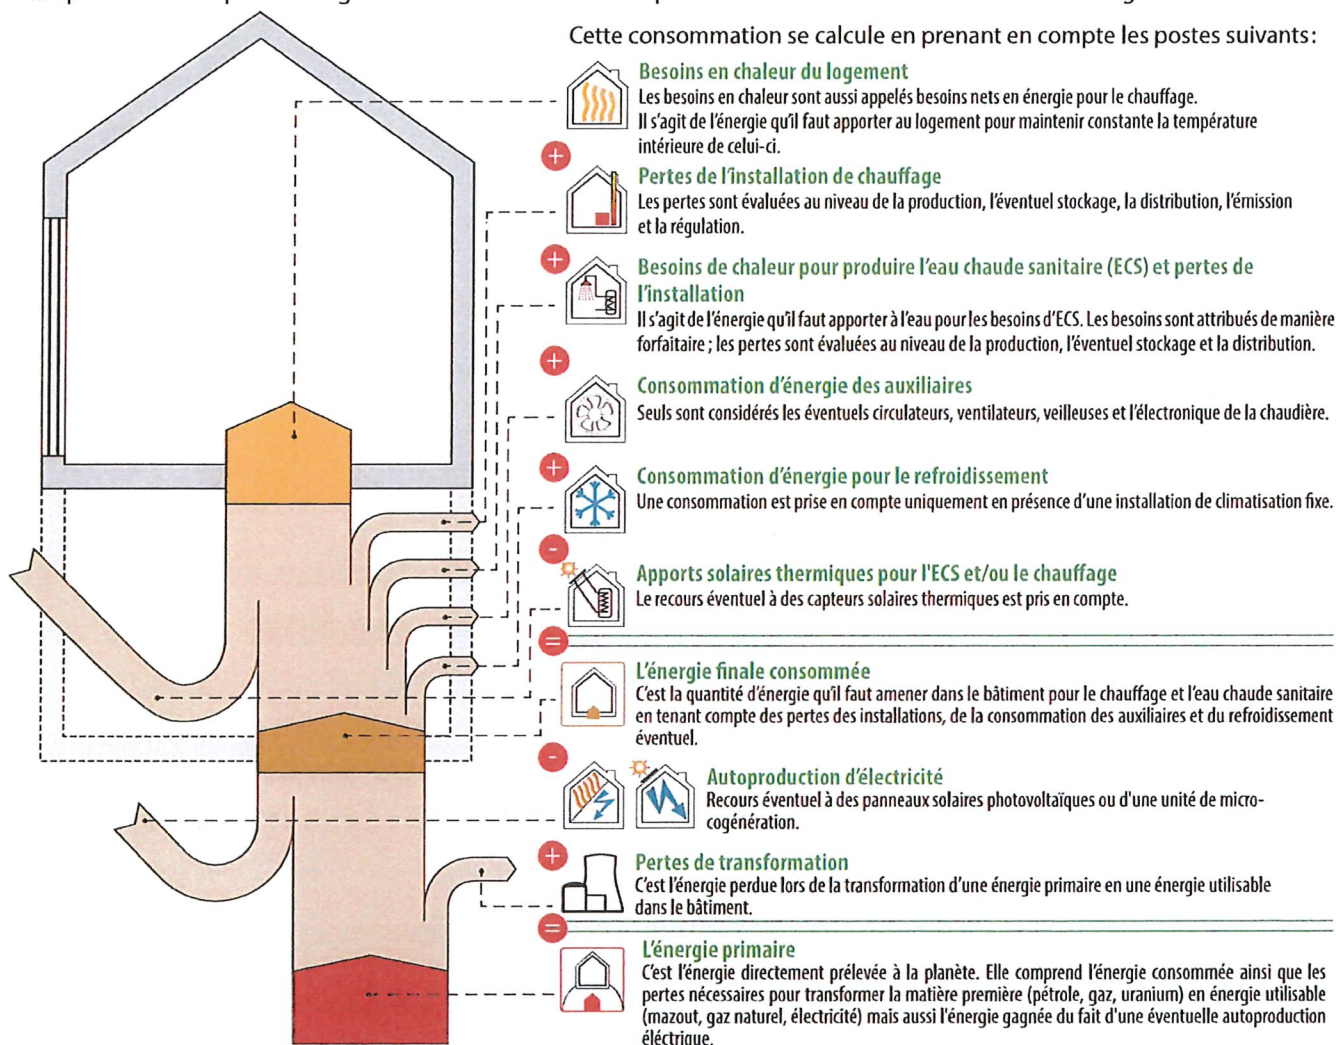 Cette consommation se calcule en prenant en compte les postes suivants:
Besoins en chaleur du logement
Les besoins en chaleur sont aussi appelés besoins nets en énergie pour le chauffage.
Il s'agit de l'énergie qu'il faut apporter au logement pour maintenir constante la température
intérieure de celui-ci.
+
Pertes de l'installation de chauffage
Les pertes sont évaluées au niveau de la production, l'éventuel stockage, la distribution, l'émission
et la régulation.
+
Besoins de chaleur pour produire l'eau chaude sanitaire (ECS) et pertes de
l'installation
Il s'agit de l'énergie qu'il faut apporter à l'eau pour les besoins d'ECS. Les besoins sont attribués de manière
forfaitaire ; les pertes sont évaluées au niveau de la production, l'éventuel stockage et la distribution.
+
Consommation d'énergie des auxiliaires
Seuls sont considérés les éventuels circulateurs, ventilateurs, veilleuses et l'électronique de la chaudière.
+
Consommation d'énergie pour le refroidissement
Une consommation est prise en compte uniquement en présence d'une installation de climatisation fixe.
-
Apports solaires thermiques pour l'ECS et/ou le chauffage
Le recours éventuel à des capteurs solaires thermiques est pris en compte.
=
L'énergie finale consommée
C'est la quantité d'énergie qu'il faut amener dans le bâtiment pour le chauffage et l'eau chaude sanitaire
en tenant compte des pertes des installations, de la consommation des auxiliaires et du refroidissement
éventuel.
-
Autoproduction d'électricité
Recours éventuel à des panneaux solaires photovoltaïques ou d'une unité de micro-
cogénération.
+
Pertes de transformation
C'est l'énergie perdue lors de la transformation d'une énergie primaire en une énergie utilisable
dans le bâtiment.
=
L'énergie primaire
C'est l'énergie directement prélevée à la planète. Elle comprend l'énergie consommée ainsi que les
pertes nécessaires pour transformer la matière première (pétrole, gaz, uranium) en énergie utilisable
(mazout, gaz naturel, électricité) mais aussi l'énergie gagnée du fait d'une éventuelle autoproduction
éléctrique.